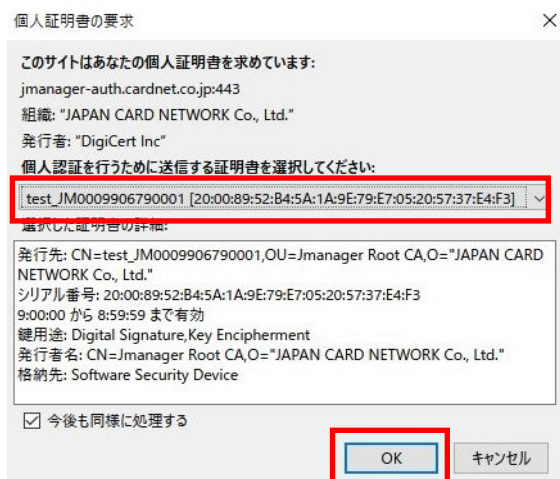 個人証明書の要求
このサイトはあなたの個人証明書を求めています:
jmanager-auth.cardnet.co.jp:443
組織: "JAPAN CARD NETWORK Co., Ltd."
発行者: "DigiCert Inc"
個人認証を行うために送信する証明書を選択してください:
test_JM0009906790001 [20:00:89:52:B4:5A:1A:9E:79:E7:05:20:57:37:E4:F3]
選択した証明書の詳細:
発行先: CN=test_JM0009906790001,OU=Jmanager Root CA,O="JAPAN CARD
NETWORK Co., Ltd."
シリアル番号: 20:00:89:52:B4:5A:1A:9E:79:E7:05:20:57:37:E4:F3
9:00:00 から 8:59:59 まで有効
鍵用途: Digital Signature,Key Encipherment
発行者名: CN=Jmanager Root CA,O="JAPAN CARD NETWORK Co., Ltd."
格納先: Software Security Device
今後も同様に処理する
OK キャンセル